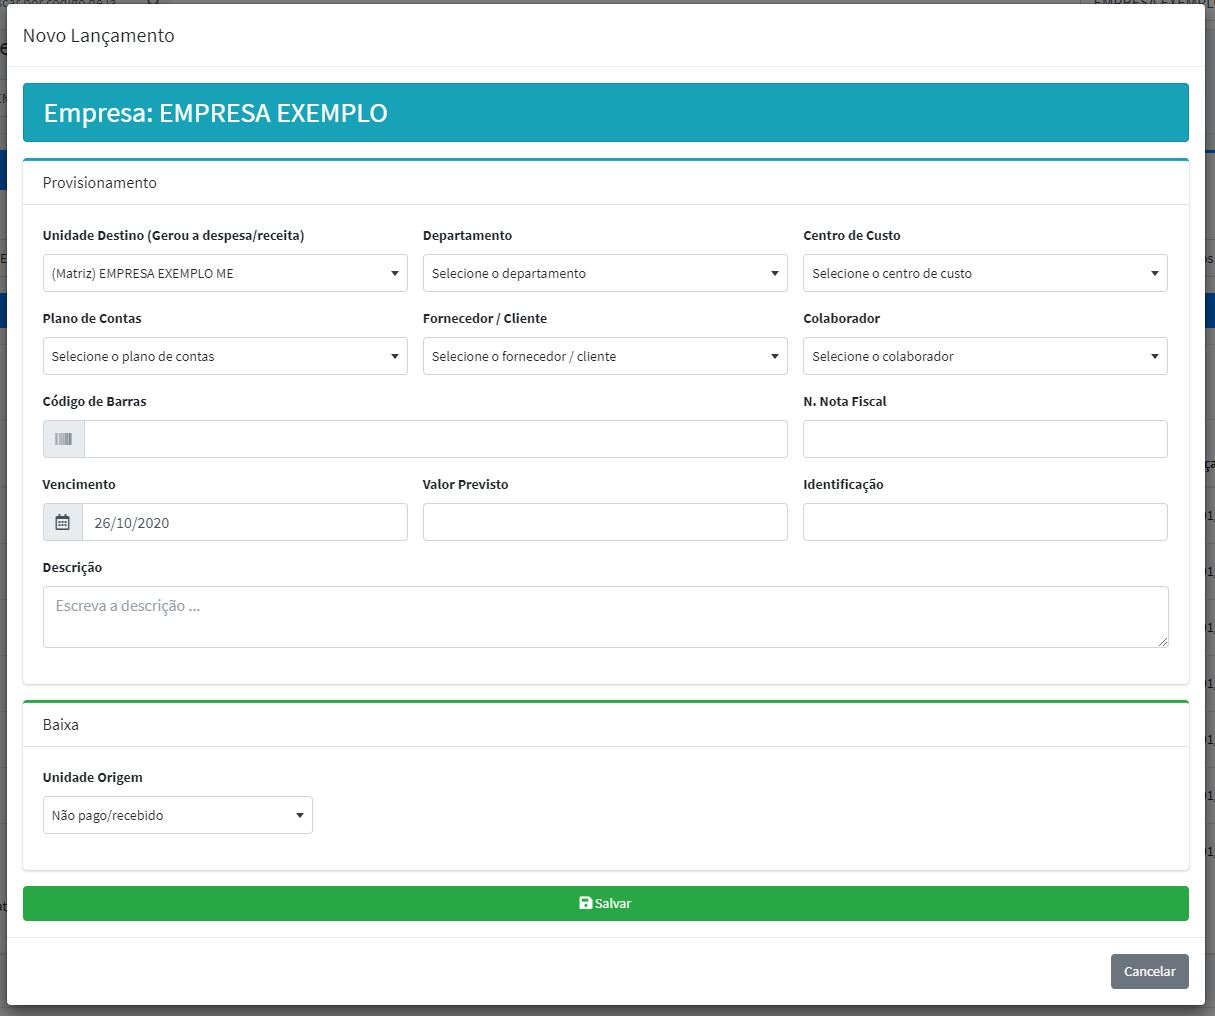 Novo Lançamento
Empresa: EMPRESA EXEMPLO
Provisionamento
Unidade Destino (Gerou a despesa/receita) Departamento Centro de Custo
(Matriz) EMPRESA EXEMPLO ME Selecione o departamento Selecione o centro de custo
Plano de Contas Fornecedor / Cliente Colaborador
Selecione o plano de contas Selecione o fornecedor / cliente Selecione o colaborador
Código de Barras N. Nota Fiscal
Vencimento Valor Previsto Identificação
26/10/2020
Descrição
Escreva a descrição ...
Baixa
Unidade Origem
Não pago/recebido
Salvar
Cancelar